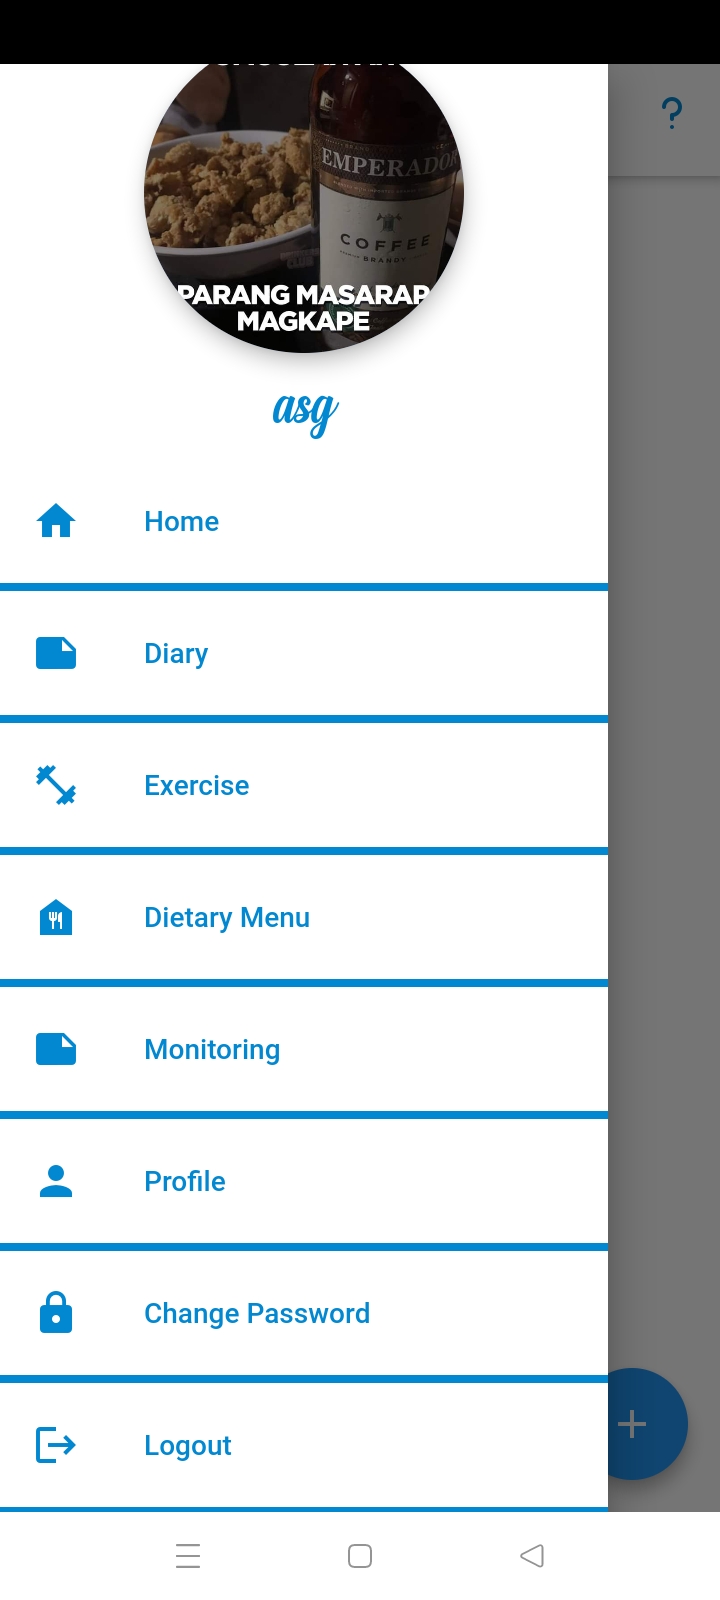 EMPERADOR
COFFEE
BRANDY
PARANG MASARAP
MAGKAPE
asg
Home
Diary
Exercise
Dietary Menu
Monitoring
Profile
Change Password
Logout